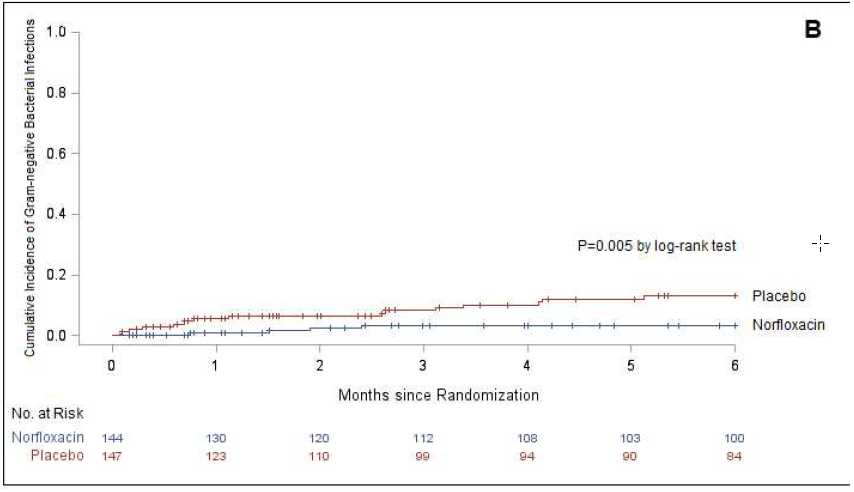 B
Cumulative Incidence of Gram-negative Bacterial Infections
1.0
0.8
0.6
0.4
0.2
0.0
P=0.005 by log-rank test
Placebo
Norfloxacin
0 1 2 3 4 5 6
Months since Randomization
No. at Risk
Norfloxacin 144 130 120 112 108 103 100
Placebo 147 123 110 99 94 90 84